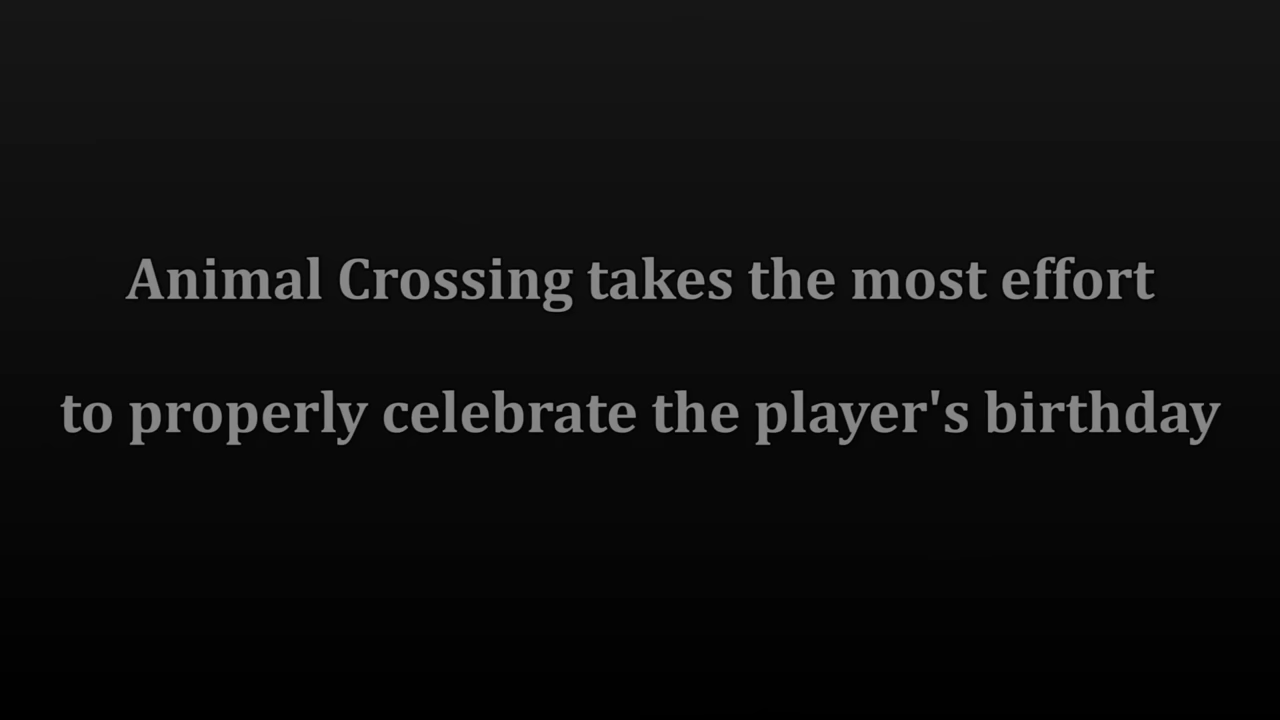 Animal Crossing takes the most effort
to properly celebrate the player's birthday